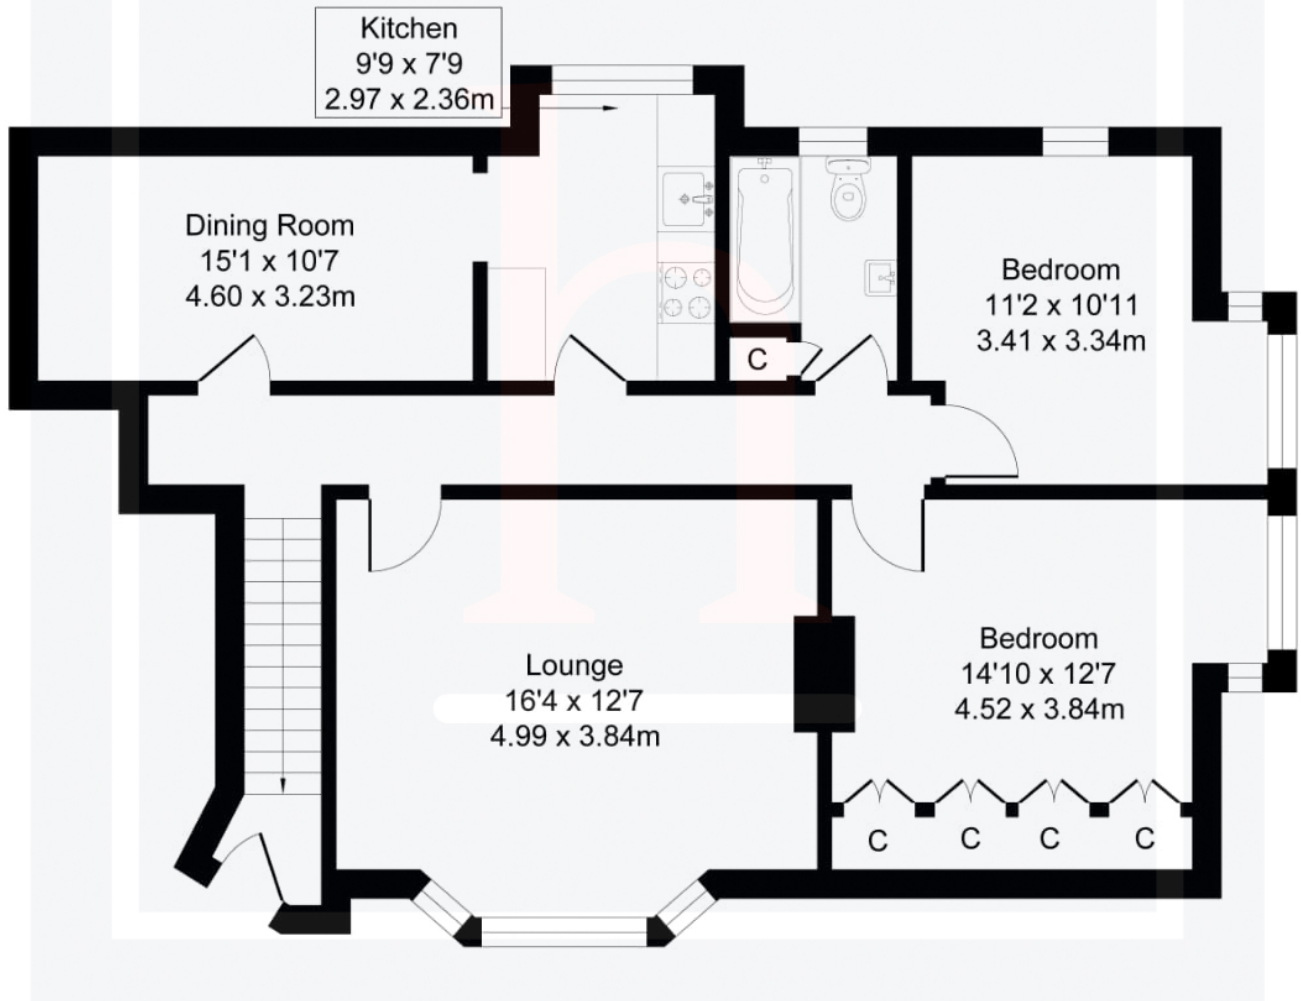 Kitchen
9'9 x 7'9
2.97 x 2.36m
Dining Room
15'1 x 10'7
4.60 x 3.23m
Bedroom
11'2 x 10'11
3.41 x 3.34m
C
Lounge
16'4 x 12'7
4.99 x 3.84m
Bedroom
14'10 x 12'7
4.52 x 3.84m
C
C
C
C
h